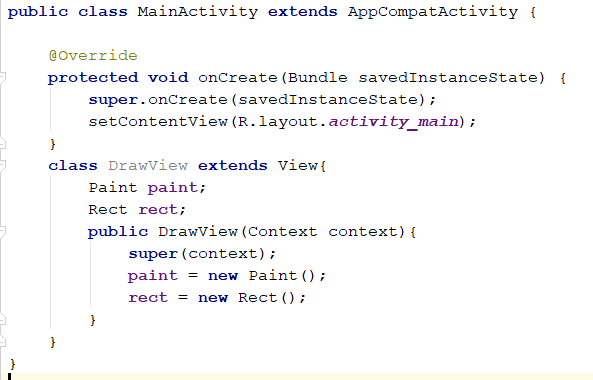 public class MainActivity extends AppCompatActivity {
@Override
protected void onCreate(Bundle savedInstanceState) {
super.onCreate(savedInstanceState);
setContentView(R.layout.activity_main);
}
class DrawView extends View{
Paint paint;
Rect rect;
public DrawView(Context context){
super(context);
paint = new Paint();
rect = new Rect();
}
}
}